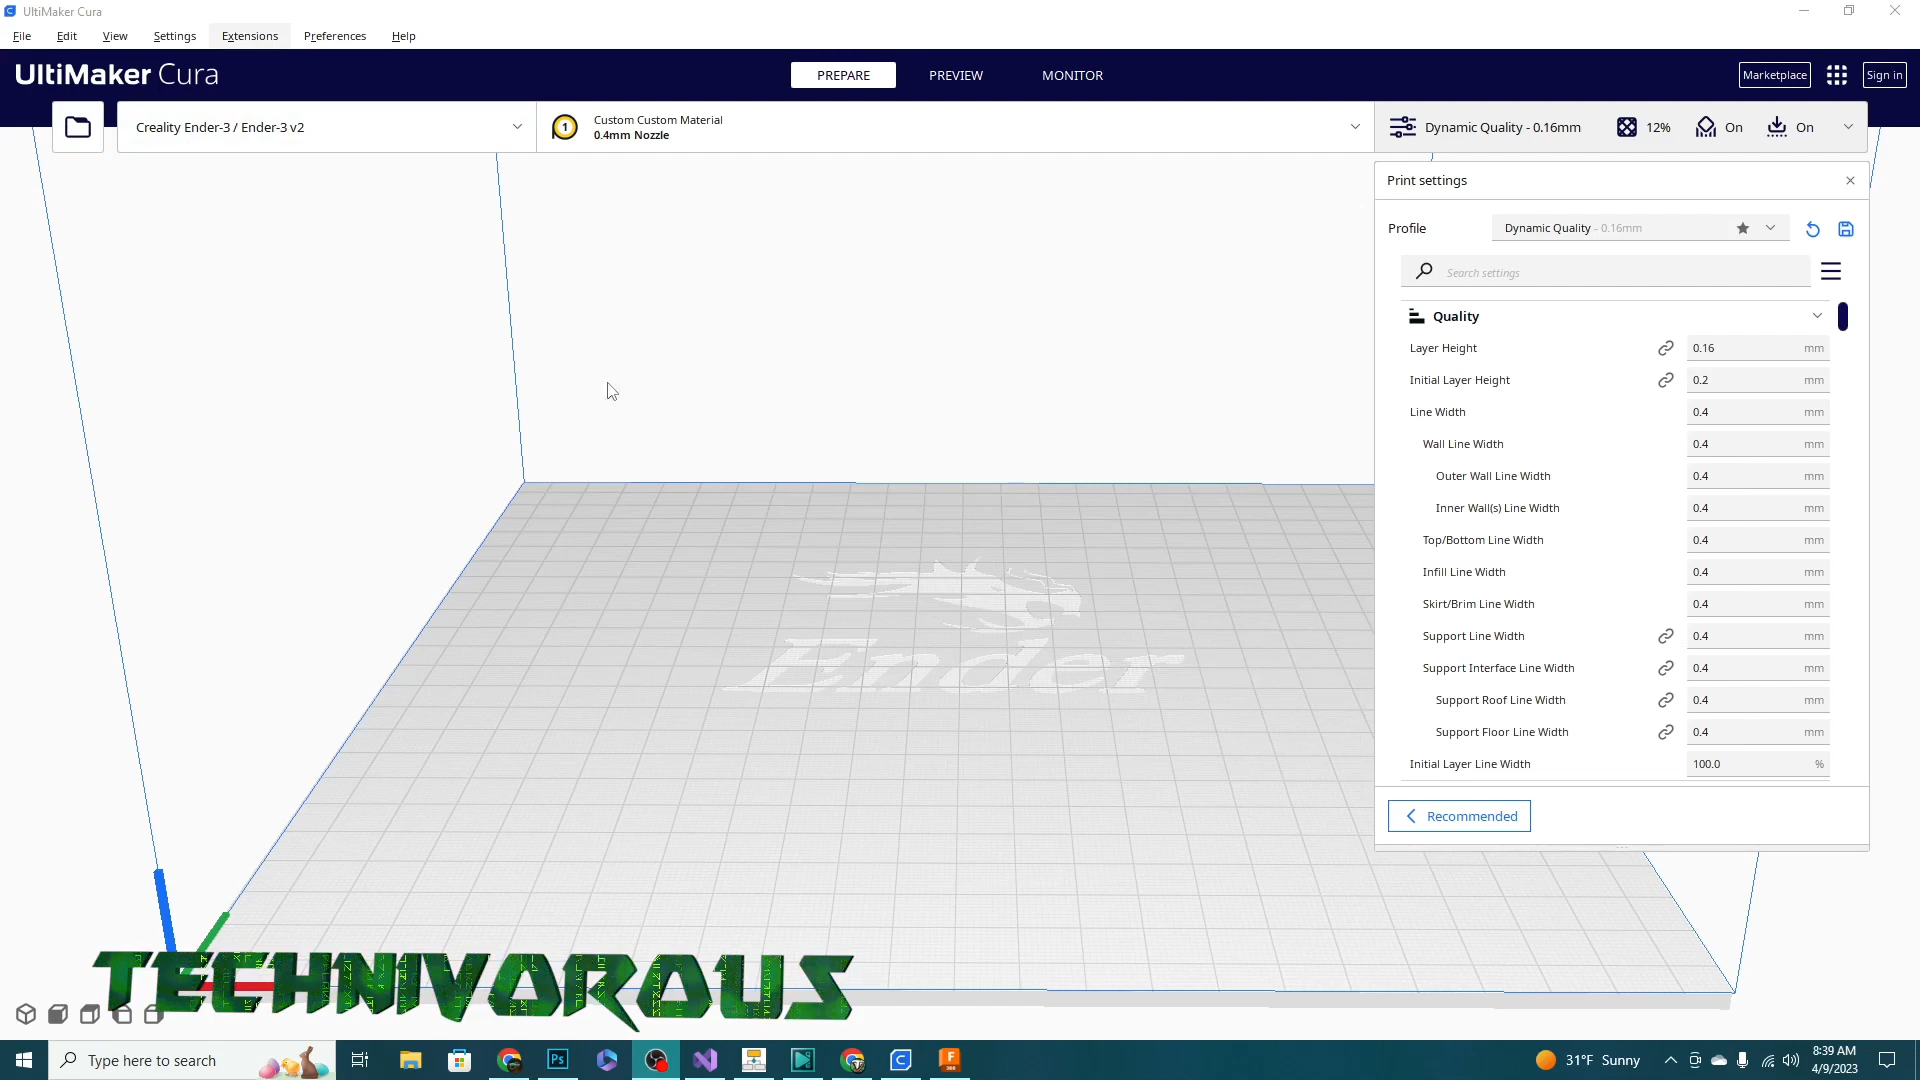 UltiMaker Cura
File Edit View Settings Extensions Preferences Help
UltiMaker Cura
PREPARE PREVIEW MONITOR
Marketplace Sign in
Creality Ender-3 / Ender-3 v2
1
Custom Custom Material
0.4mm Nozzle
Dynamic Quality - 0.16mm 12% On On
Print settings
Profile Dynamic Quality - 0.16mm
Search settings
Quality
Layer Height 0.16 mm
Initial Layer Height 0.2 mm
Line Width 0.4 mm
Wall Line Width 0.4 mm
Outer Wall Line Width 0.4 mm
Inner Wall(s) Line Width 0.4 mm
Top/Bottom Line Width 0.4 mm
Infill Line Width 0.4 mm
Skirt/Brim Line Width 0.4 mm
Support Line Width 0.4 mm
Support Interface Line Width 0.4 mm
Support Roof Line Width 0.4 mm
Support Floor Line Width 0.4 mm
Initial Layer Line Width 100.0 %
Recommended
Ender
TECHNIVOROUS
Type here to search
Ps
31°F Sunny
8:39 AM
4/9/2023